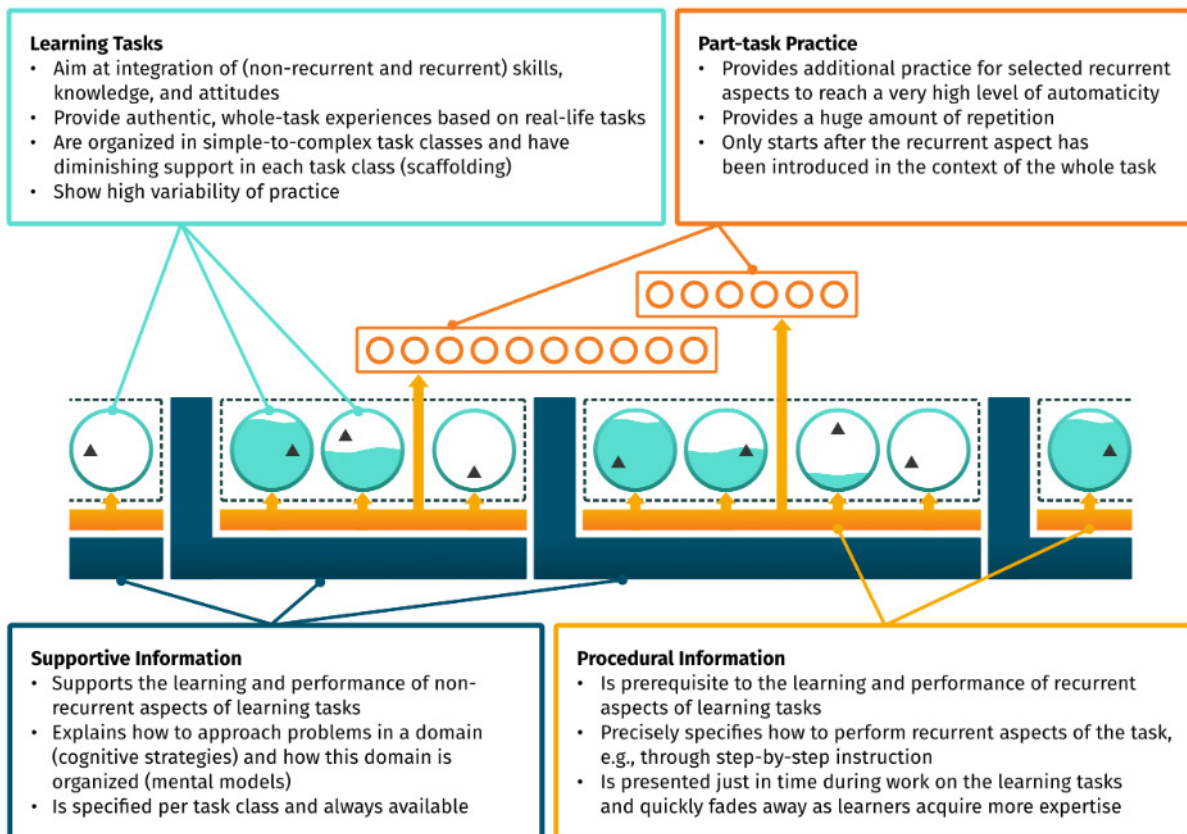 Learning Tasks
• Aim at integration of (non-recurrent and recurrent) skills,
knowledge, and attitudes
• Provide authentic, whole-task experiences based on real-life tasks
• Are organized in simple-to-complex task classes and have
diminishing support in each task class (scaffolding)
• Show high variability of practice
Part-task Practice
• Provides additional practice for selected recurrent
aspects to reach a very high level of automaticity
• Provides a huge amount of repetition
• Only starts after the recurrent aspect has
been introduced in the context of the whole task
Supportive Information
• Supports the learning and performance of non-
recurrent aspects of learning tasks
• Explains how to approach problems in a domain
(cognitive strategies) and how this domain is
organized (mental models)
• Is specified per task class and always available
Procedural Information
• Is prerequisite to the learning and performance of recurrent
aspects of learning tasks
• Precisely specifies how to perform recurrent aspects of the task,
e.g., through step-by-step instruction
• Is presented just in time during work on the learning tasks
and quickly fades away as learners acquire more expertise